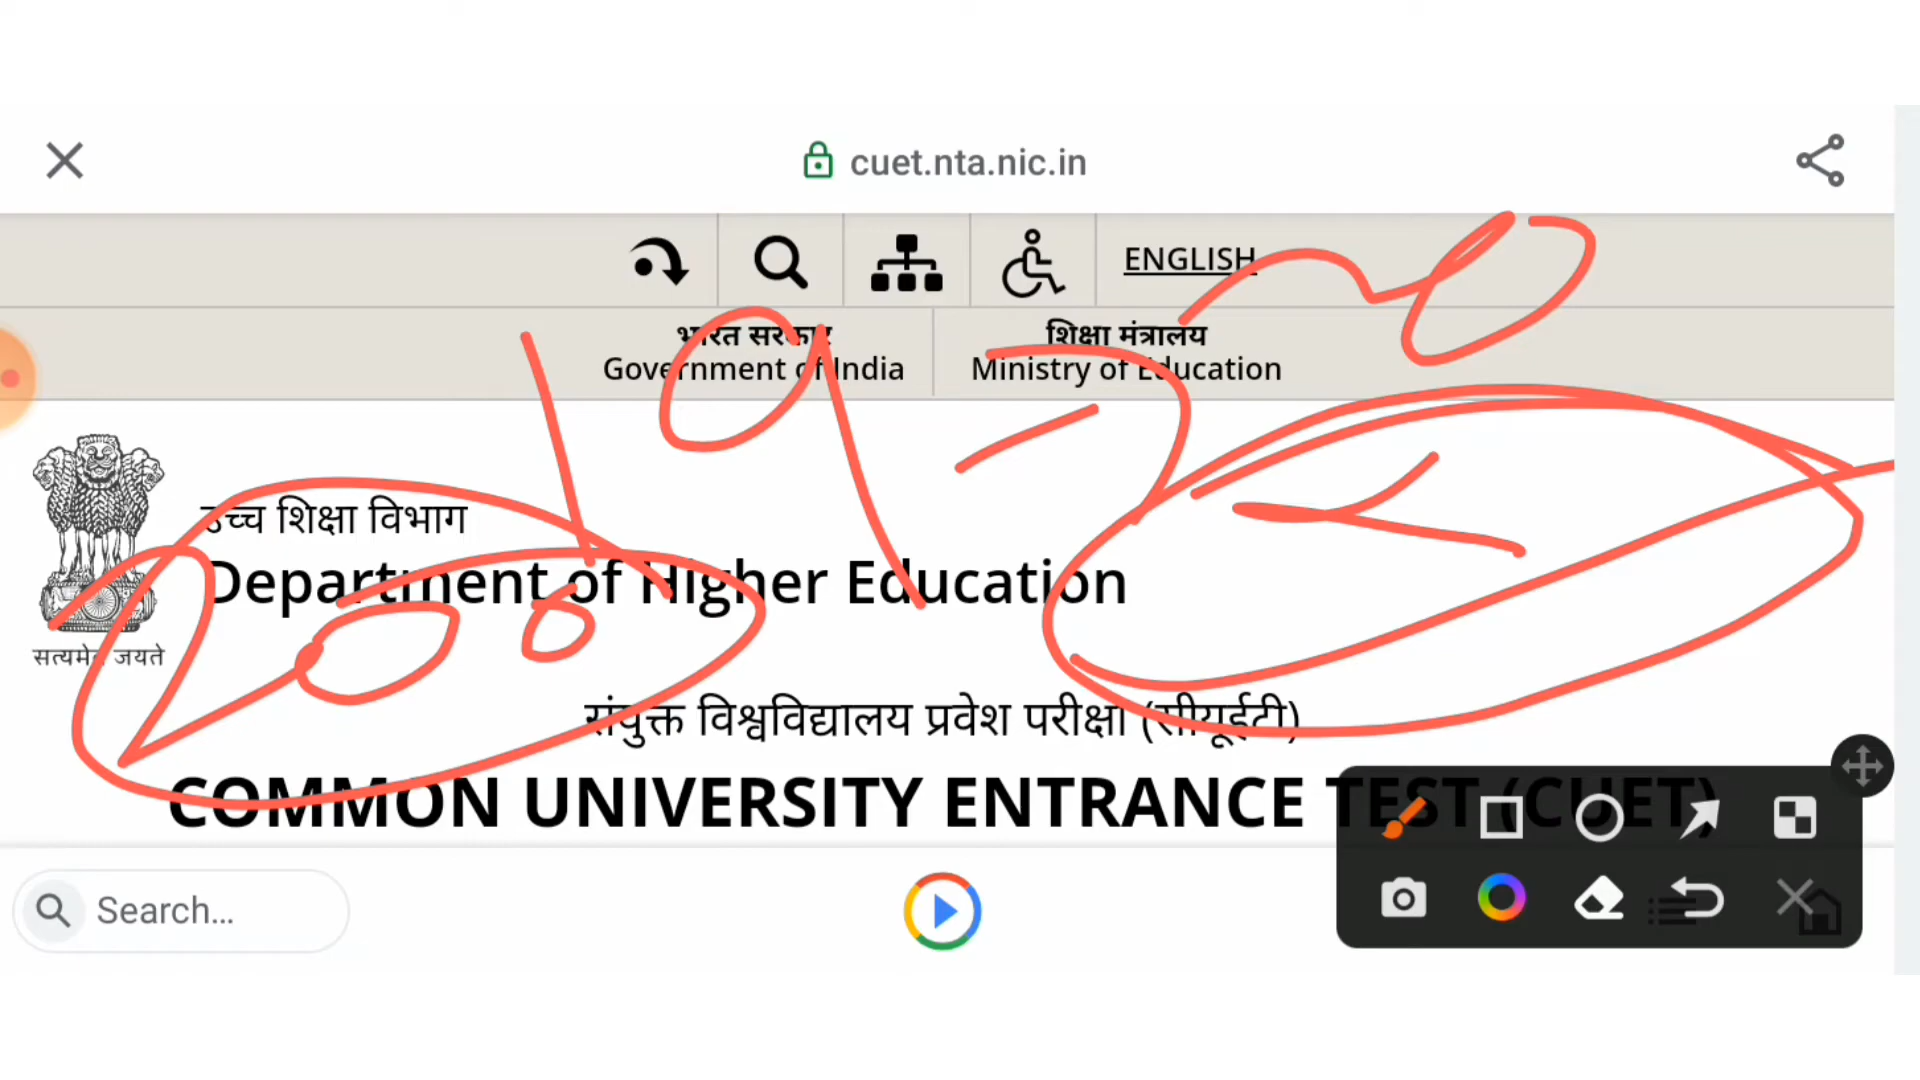 cuet.nta.nic.in
ENGLISH
भारत सरकार
Government of India
शिक्षा मंत्रालय
Ministry of Education
उच्च शिक्षा विभाग
Department of Higher Education
सत्यमेव जयते
संयुक्त विश्वविद्यालय प्रवेश परीक्षा (सीयूईटी)
COMMON UNIVERSITY ENTRANCE TEST (CUET)
Search...